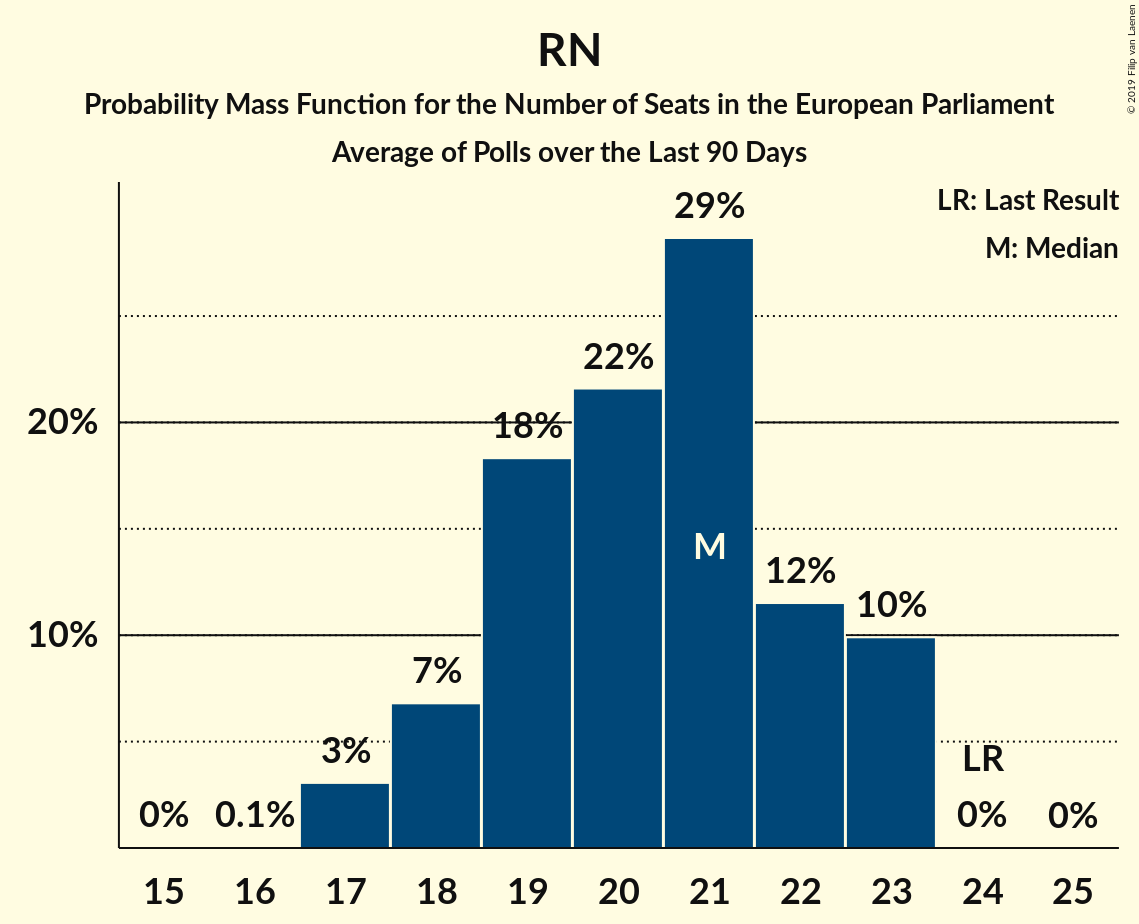 RN
Probability Mass Function for the Number of Seats in the European Parliament
Average of Polls over the Last 90 Days
© 2019 Filip van Laenen
LR: Last Result
M: Median
29%
22%
20%
18%
M
12%
10%
10%
7%
3%
LR
0%
0.1%
0%
0%
15 16 17 18 19 20 21 22 23 24 25